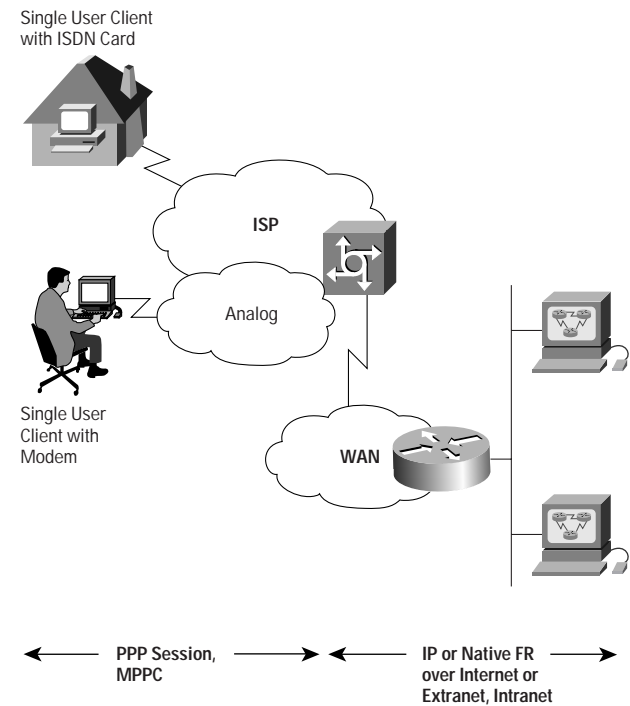 Single User Client
with ISDN Card
ISP
Analog
Single User
Client with
Modem
WAN
PPP Session,
MPPC
IP or Native FR
over Internet or
Extranet, Intranet